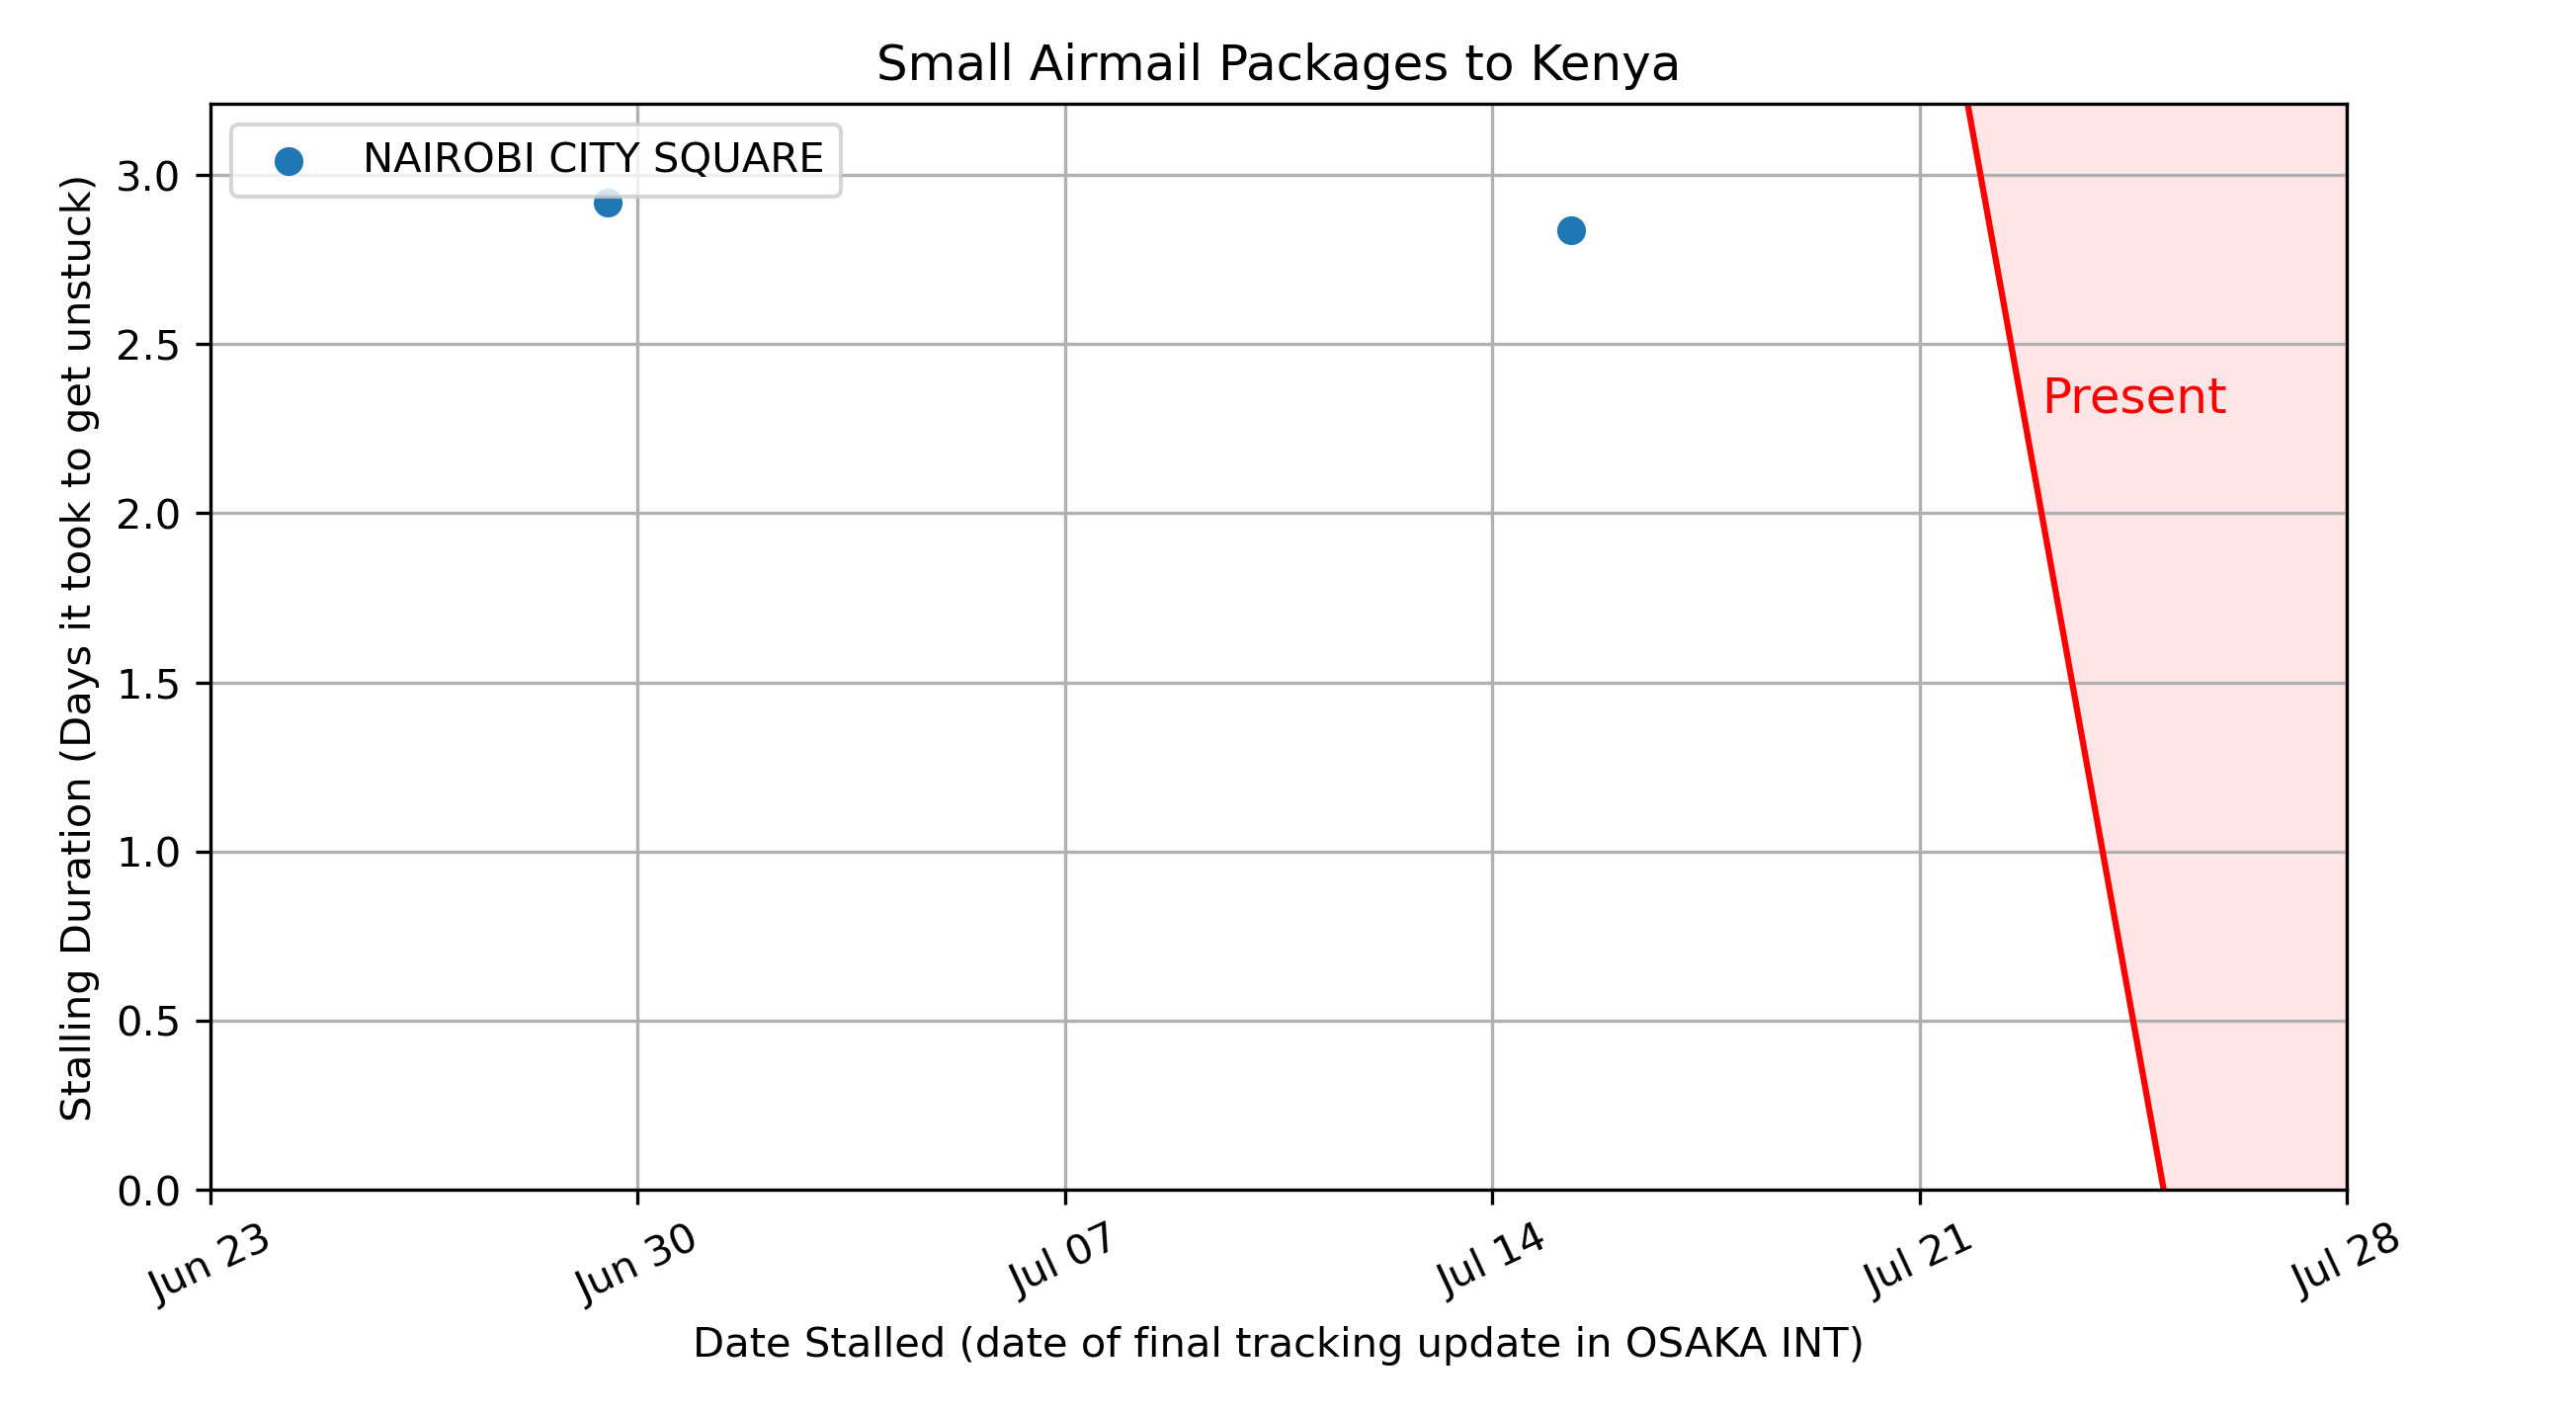 Small Airmail Packages to Kenya
NAIROBI CITY SQUARE
Stalling Duration (Days it took to get unstuck)
3.0
2.5
2.0
1.5
1.0
0.5
0.0
Present
Jun 23
Jun 30
Jul 07
Jul 14
Jul 21
Jul 28
Date Stalled (date of final tracking update in OSAKA INT)